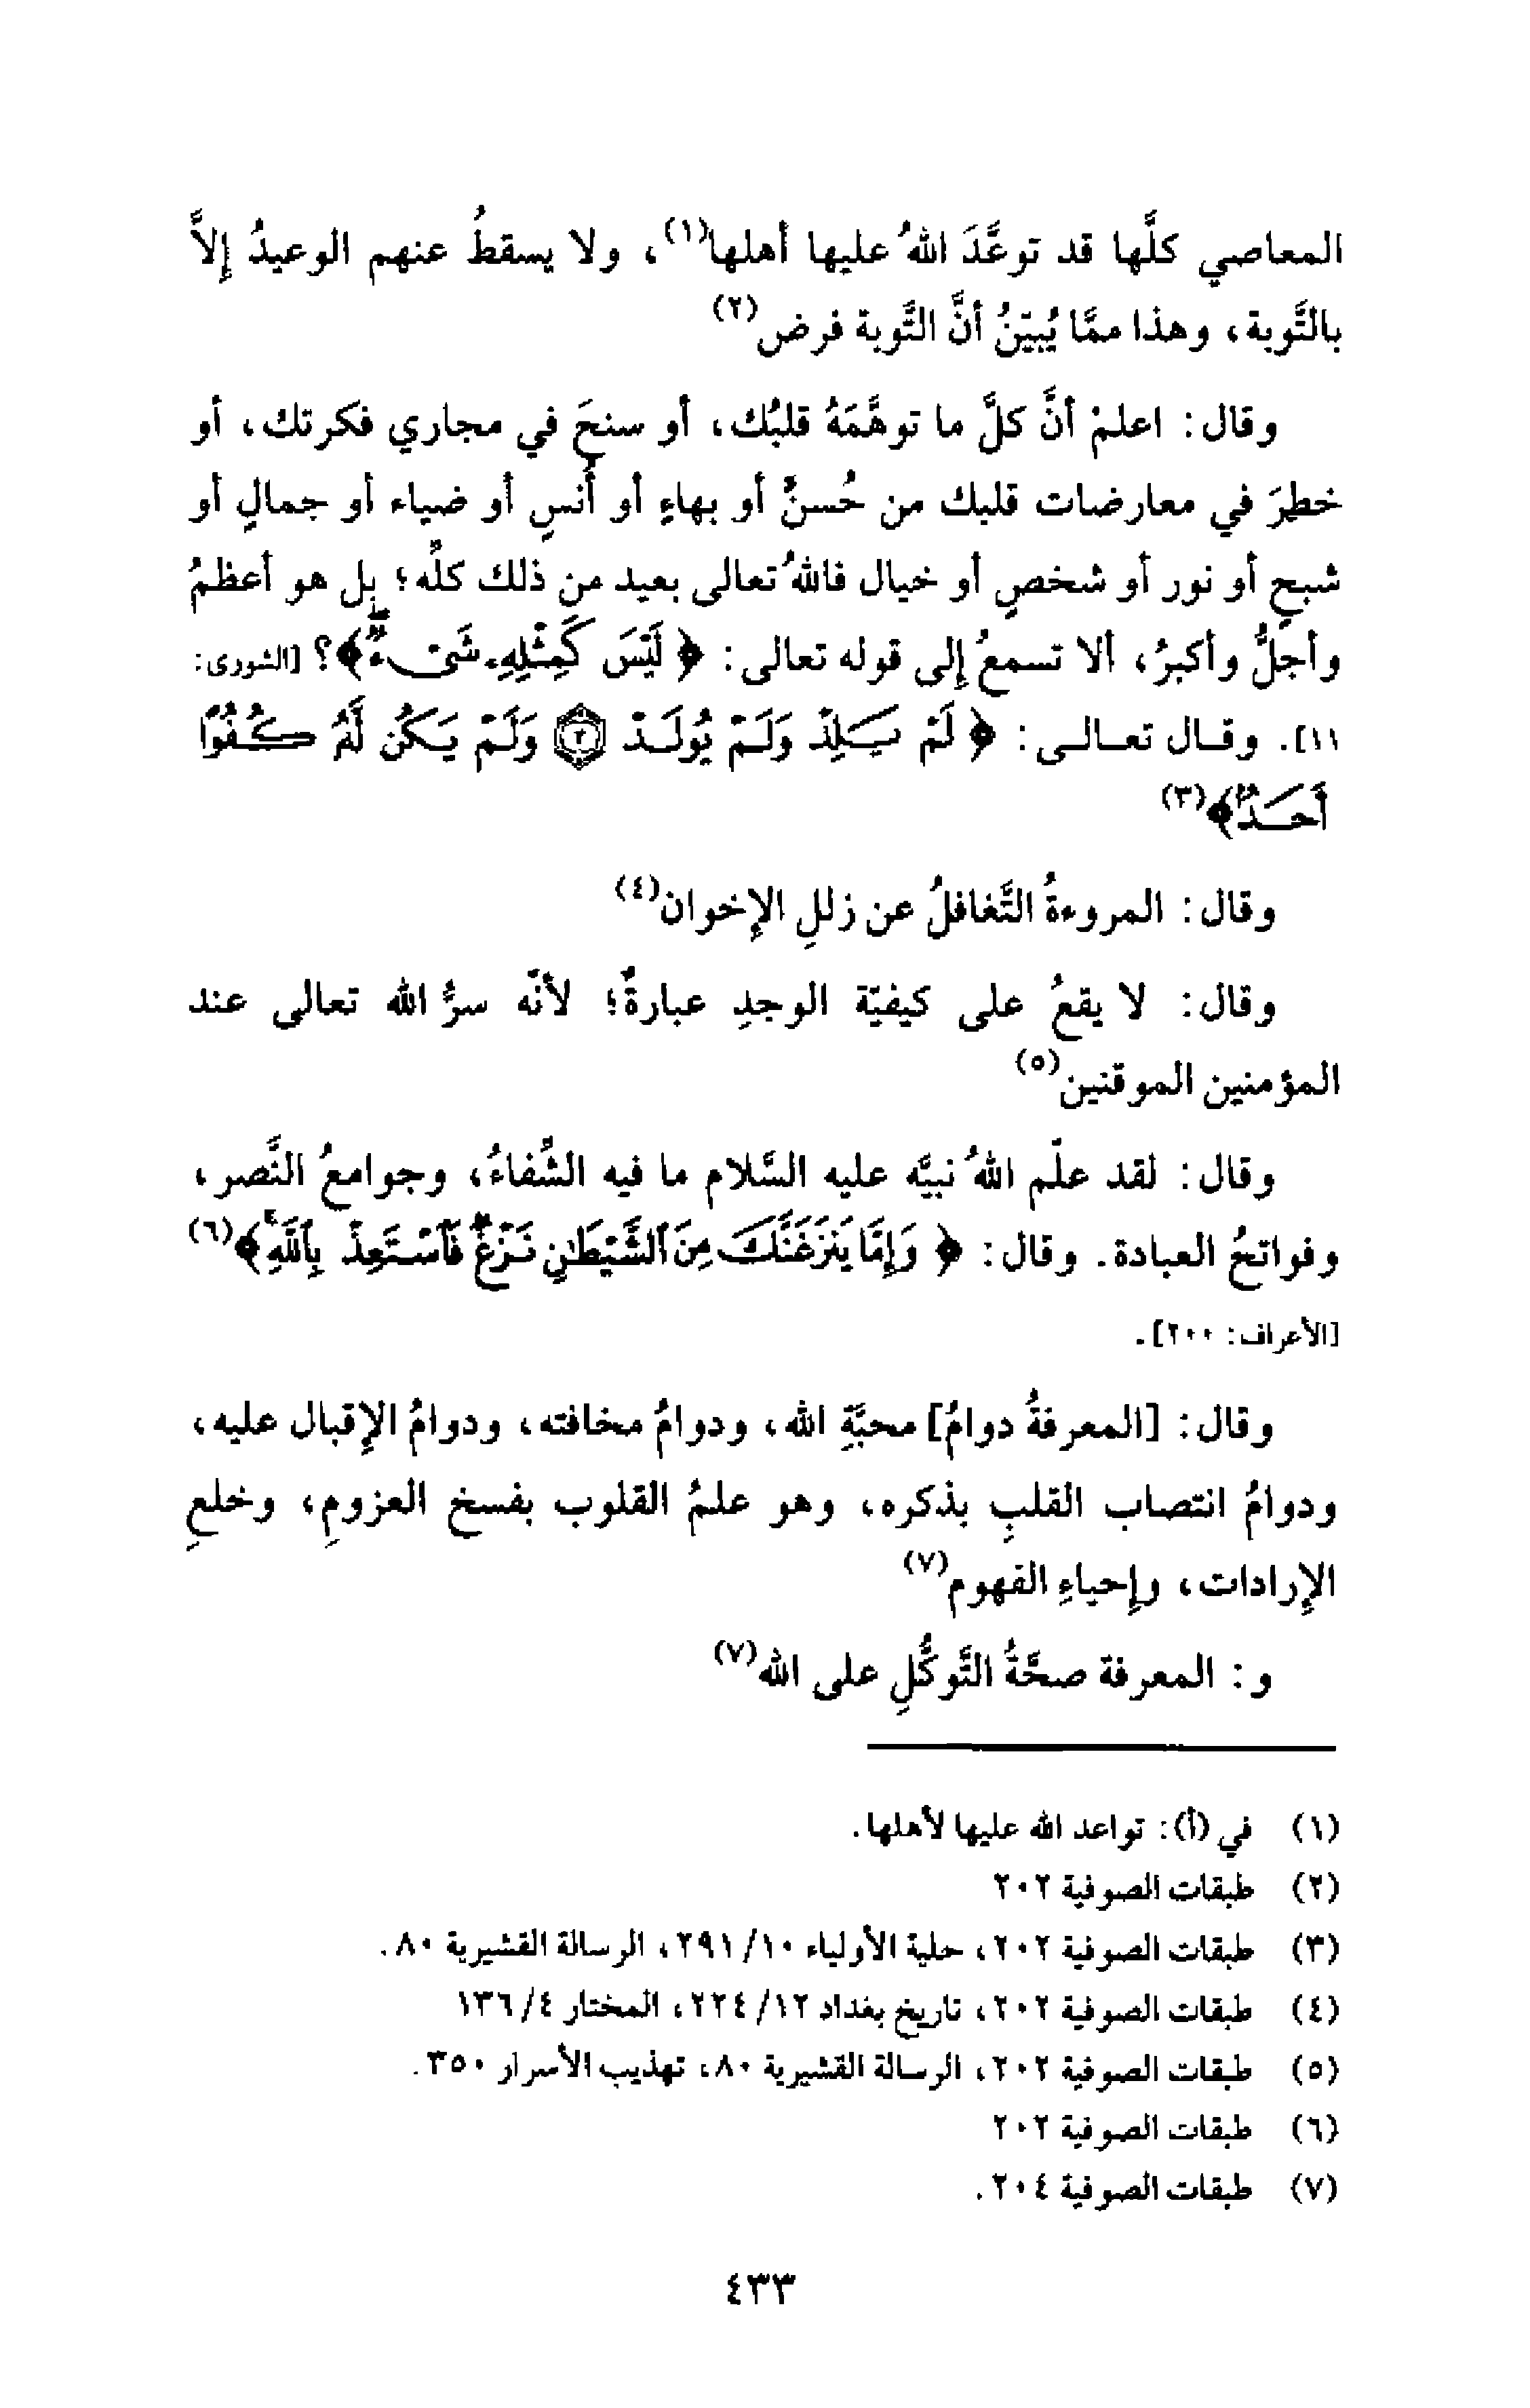 المعاصي كلَّها قد توعَّدَ اللهُ عليها أهلها(١)، ولا يسقطُ عنهم الوعيدُ إلاَّ
بالتَّوبة، وهذا ممَّا يُبيّنُ أنَّ التَّوبة فرض(٢)
وقال: اعلمْ أنَّ كلَّ ما توهَّمَهُ قلبُك، أو سنحَ في مجاري فكرتك، أو
خطرَ في معارضات قلبك من حُسنٍ أو بهاءٍ أو أُنسٍ أو ضياء أو جمالٍ أو
شبحٍ أو نور أو شخصٍ أو خيال فاللهُ تعالى بعيد من ذلك كلّه؛ بل هو أعظمُ
وأجلُّ وأكبرُ، ألا تسمعُ إلى قوله تعالى: ﴿ لَيْسَ كَمِثْلِهِۦ شَىْءٌ ﴾؟ [الشورى:
١١]. وقال تعالى: ﴿ لَمْ يَكِلِدْ وَلَمْ يُولَدْ ۝٣ وَلَمْ يَكُن لَّهُ كُفُوًا
أَحَدٌ ﴾(٣)
وقال: المروءةُ التَّغافلُ عن زللِ الإخوان(٤)
وقال: لا يقعُ على كيفيّة الوجدِ عبارةٌ؛ لأنّه سرُّ الله تعالى عند
المؤمنين الموقنين(٥)
وقال: لقد علّم اللهُ نبيَّه عليه السَّلام ما فيه الشِّفاءُ، وجوامعُ النَّصر،
وفواتحُ العبادة. وقال: ﴿ وَإِمَّا يَنزَغَنَّكَ مِنَ ٱلشَّيْطَٰنِ نَزْغٌ فَٱسْتَعِذْ بِٱللَّهِ ﴾(٦)
[الأعراف: ٢٠٠].
وقال: [المعرفةُ دوامُ] محبَّةِ الله، ودوامُ مخافته، ودوامُ الإقبال عليه،
ودوامُ انتصاب القلبِ بذكره، وهو علمُ القلوب بفسخ العزومِ، وخلعِ
الإرادات، وإحياءِ الفهوم(٧)
و: المعرفة صحَّةُ التَّوكُّلِ على الله(٧)
(١) في (أ): تواعد الله عليها لأهلها.
(٢) طبقات الصوفية ٢٠٢
(٣) طبقات الصوفية ٢٠٢، حلية الأولياء ١٠/ ٢٩١، الرسالة القشيرية ٨٠.
(٤) طبقات الصوفية ٢٠٢، تاريخ بغداد ١٢/ ٢٢٤، المختار ٤/ ١٣٦
(٥) طبقات الصوفية ٢٠٢، الرسالة القشيرية ٨٠، تهذيب الأسرار ٣٥٠.
(٦) طبقات الصوفية ٢٠٢
(٧) طبقات الصوفية ٢٠٤.
٤٣٣